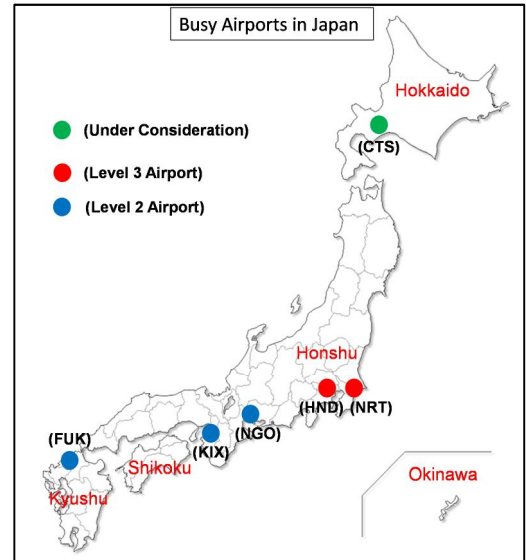 Busy Airports in Japan
Hokkaido
(Under Consideration)
(CTS)
(Level 3 Airport)
(Level 2 Airport)
Honshu
(HND)
(NRT)
(NGO)
(FUK)
(KIX)
Shikoku
Okinawa
Kyushu